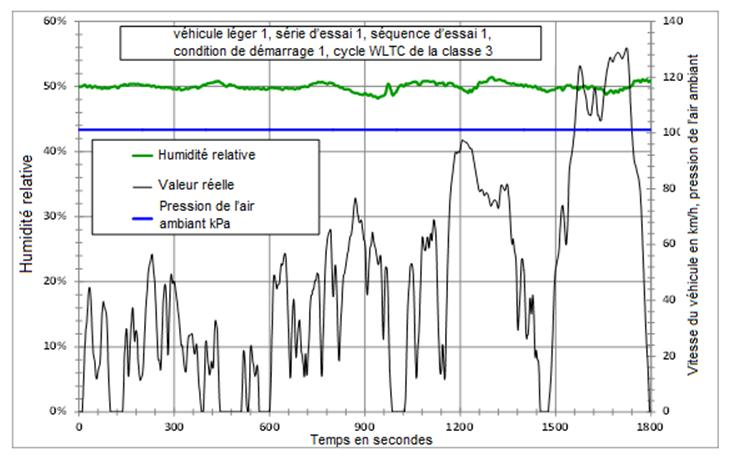 véhicule léger 1, série d'essai 1, séquence d'essai 1,
condition de démarrage 1, cycle WLTC de la classe 3
60%
50%
40%
30%
20%
10%
0%
Humidité relative
Humidité relative
Valeur réelle
Pression de l'air
ambiant kPa
140
120
100
80
60
40
20
0
Vitesse du véhicule en km/h, pression de l'air ambiant
0
300
600
900
1200
1500
1800
Temps en secondes